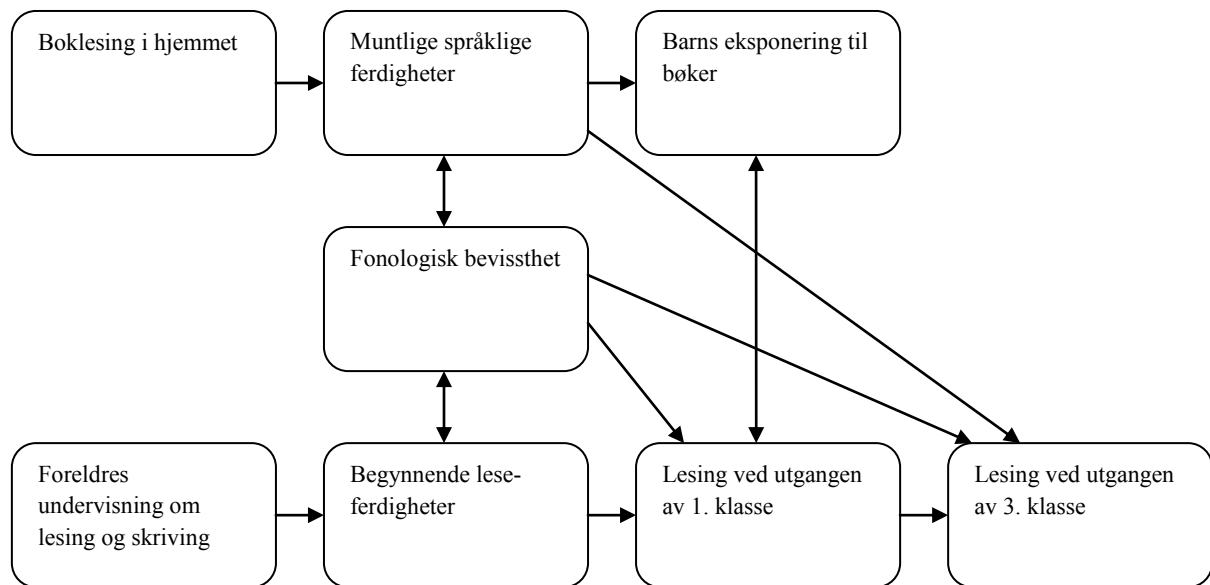 Boklesing i hjemmet
Muntlige språklige
ferdigheter
Barns eksponering til
bøker
Fonologisk bevissthet
Foreldres
undervisning om
lesing og skriving
Begynnende lese-
ferdigheter
Lesing ved utgangen
av 1. klasse
Lesing ved utgangen
av 3. klasse